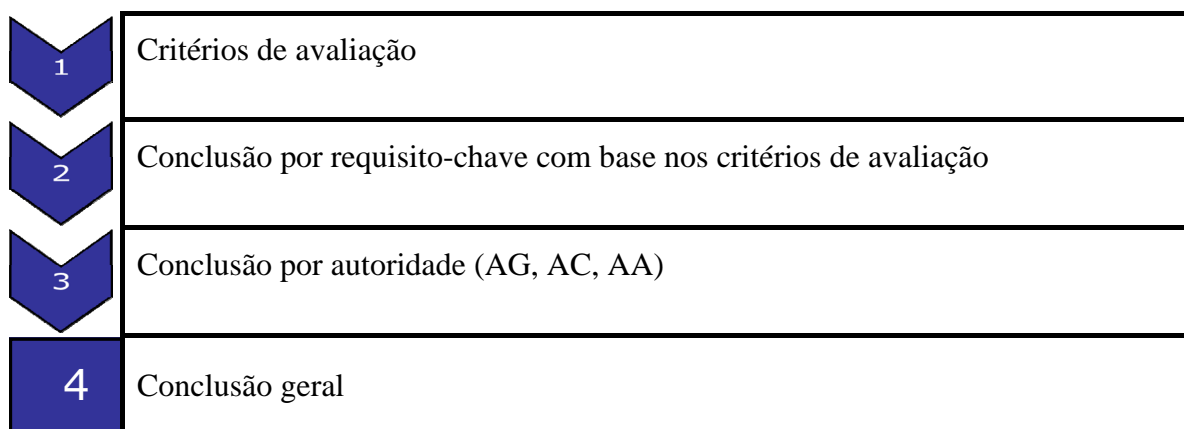 1
Critérios de avaliação
2
Conclusão por requisito-chave com base nos critérios de avaliação
3
Conclusão por autoridade (AG, AC, AA)
4
Conclusão geral